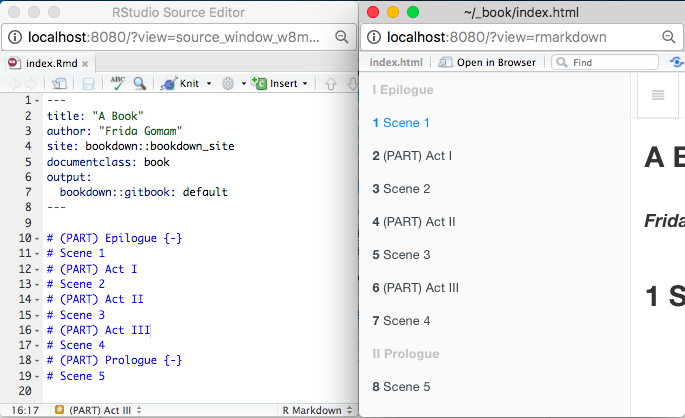 RStudio Source Editor
localhost:8080/?view=source_window_w8m...
index.Rmd
ABC
Knit
Insert
1 ---
2 title: "A Book"
3 author: "Frida Gomam"
4 site: bookdown::bookdown_site
5 documentclass: book
6 output:
7 bookdown::gitbook: default
8 ---
9
10 # (PART) Epilogue {-}
11 # Scene 1
12 # (PART) Act I
13 # Scene 2
14 # (PART) Act II
15 # Scene 3
16 # (PART) Act III
17 # Scene 4
18 # (PART) Prologue {-}
19 # Scene 5
20
16:17 # (PART) Act III R Markdown
~/_book/index.html
localhost:8080/?view=rmarkdown
index.html Open in Browser Find
I Epilogue
1 Scene 1
2 (PART) Act I
3 Scene 2
4 (PART) Act II
5 Scene 3
6 (PART) Act III
7 Scene 4
II Prologue
8 Scene 5
A B
Frida
1 S